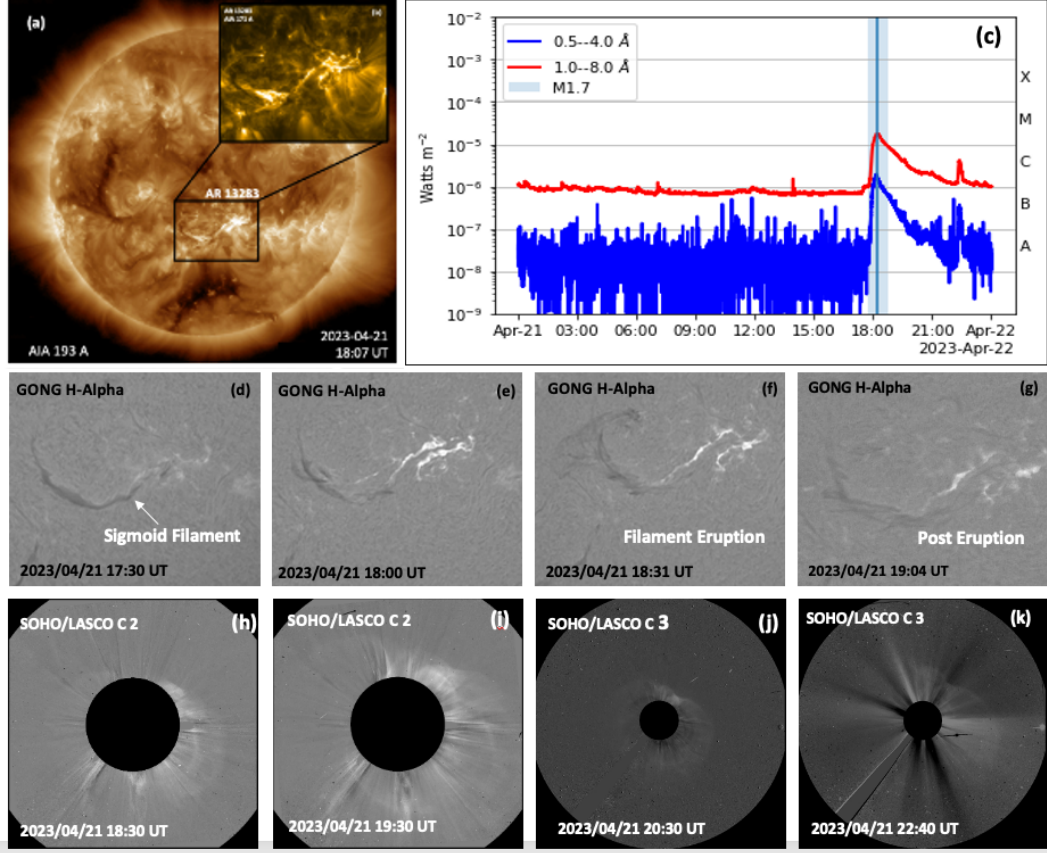 (a)
AR 13283
AIA 171 A
(b)
AR 13283
2023-04-21
18:07 UT
AIA 193 A
(c)
0.5--4.0 Å
1.0--8.0 Å
M1.7
10⁻²
10⁻³
10⁻⁴
10⁻⁵
10⁻⁶
10⁻⁷
10⁻⁸
10⁻⁹
Watts m⁻²
X
M
C
B
A
Apr-21 03:00 06:00 09:00 12:00 15:00 18:00 21:00 Apr-22
2023-Apr-22
GONG H-Alpha (d)
Sigmoid Filament
2023/04/21 17:30 UT
GONG H-Alpha (e)
2023/04/21 18:00 UT
GONG H-Alpha (f)
Filament Eruption
2023/04/21 18:31 UT
GONG H-Alpha (g)
Post Eruption
2023/04/21 19:04 UT
SOHO/LASCO C 2 (h)
2023/04/21 18:30 UT
SOHO/LASCO C 2 (i)
2023/04/21 19:30 UT
SOHO/LASCO C 3 (j)
2023/04/21 20:30 UT
SOHO/LASCO C 3 (k)
2023/04/21 22:40 UT